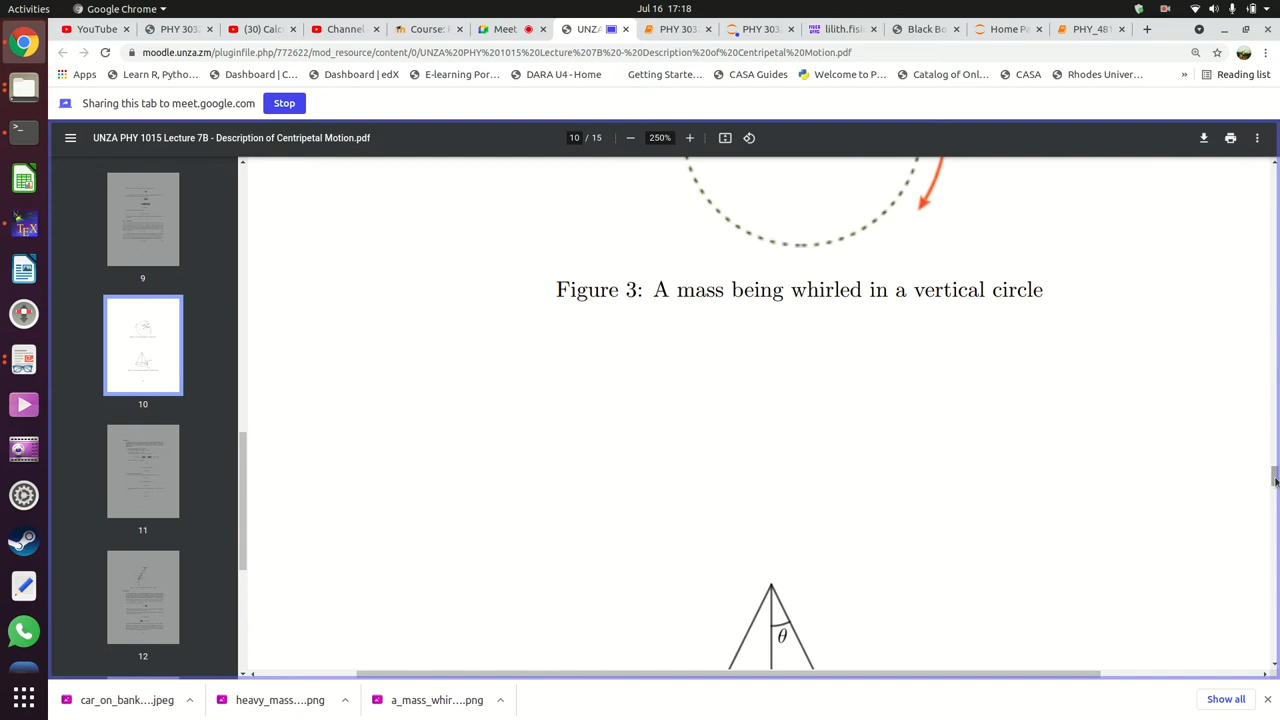 Activities
Google Chrome
Jul 16 17:18
YouTube
PHY 303
(30) Calc
Channel
Course: I
Meet
UNZA
PHY 303
PHY 303
lilith.fisic
Black Bo
Home Pa
PHY_481
moodle.unza.zm/pluginfile.php/772622/mod_resource/content/0/UNZA%20PHY%201015%20Lecture%207B%20-%20Description%20of%20Centripetal%20Motion.pdf
Apps
Learn R, Pytho...
Dashboard | C...
Dashboard | edX
E-learning Por...
DARA U4 - Home
Getting Starte...
CASA Guides
Welcome to P...
Catalog of Onl...
CASA
Rhodes Univer...
»
Reading list
Sharing this tab to meet.google.com
Stop
UNZA PHY 1015 Lecture 7B - Description of Centripetal Motion.pdf
10 / 15
250%
9
10
11
12
Figure 3: A mass being whirled in a vertical circle
θ
car_on_bank....jpeg
heavy_mass....png
a_mass_whir....png
Show all